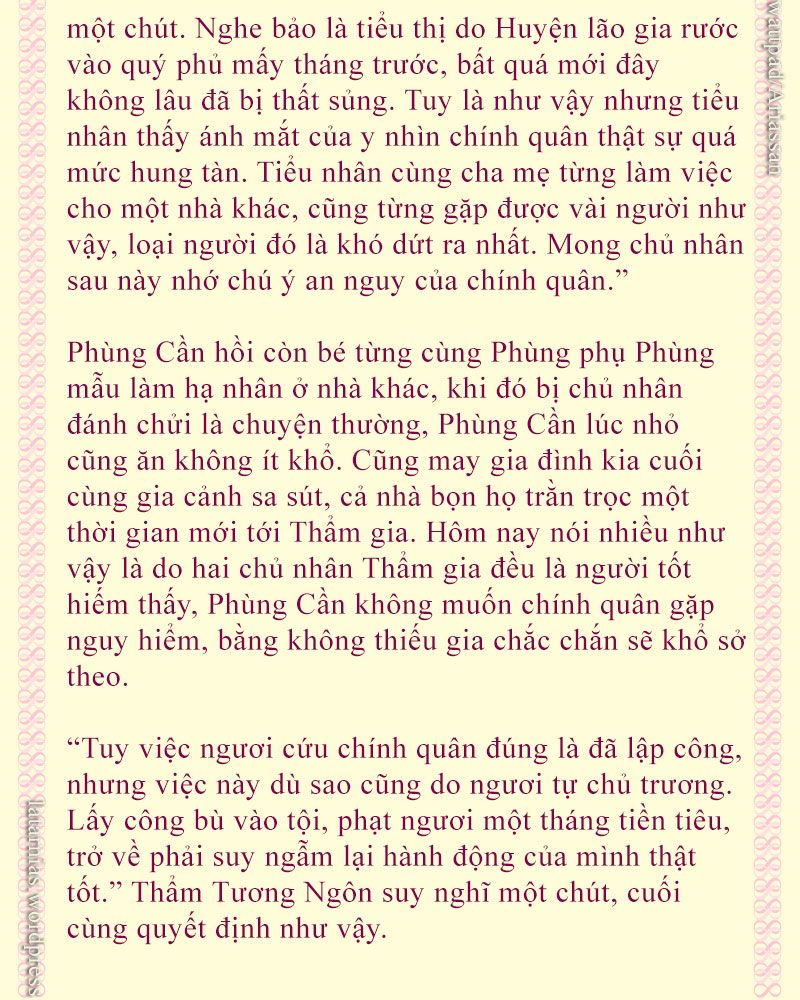 một chút. Nghe bảo là tiểu thị do Huyện lão gia rước
vào quý phủ mấy tháng trước, bất quá mới đây
không lâu đã bị thất sủng. Tuy là như vậy nhưng tiểu
nhân thấy ánh mắt của y nhìn chính quân thật sự quá
mức hung tàn. Tiểu nhân cùng cha mẹ từng làm việc
cho một nhà khác, cũng từng gặp được vài người như
vậy, loại người đó là khó dứt ra nhất. Mong chủ nhân
sau này nhớ chú ý an nguy của chính quân.”
Phùng Cần hồi còn bé từng cùng Phùng phụ Phùng
mẫu làm hạ nhân ở nhà khác, khi đó bị chủ nhân
đánh chửi là chuyện thường, Phùng Cần lúc nhỏ
cũng ăn không ít khổ. Cũng may gia đình kia cuối
cùng gia cảnh sa sút, cả nhà bọn họ trằn trọc một
thời gian mới tới Thẩm gia. Hôm nay nói nhiều như
vậy là do hai chủ nhân Thẩm gia đều là người tốt
hiếm thấy, Phùng Cần không muốn chính quân gặp
nguy hiểm, bằng không thiếu gia chắc chắn sẽ khổ sở
theo.
“Tuy việc ngươi cứu chính quân đúng là đã lập công,
nhưng việc này dù sao cũng do ngươi tự chủ trương.
Lấy công bù vào tội, phạt ngươi một tháng tiền tiêu,
trở về phải suy ngẫm lại hành động của mình thật
tốt.” Thẩm Tương Ngôn suy nghĩ một chút, cuối
cùng quyết định như vậy.
wattpad/Ariassan
latarnias.wordpress